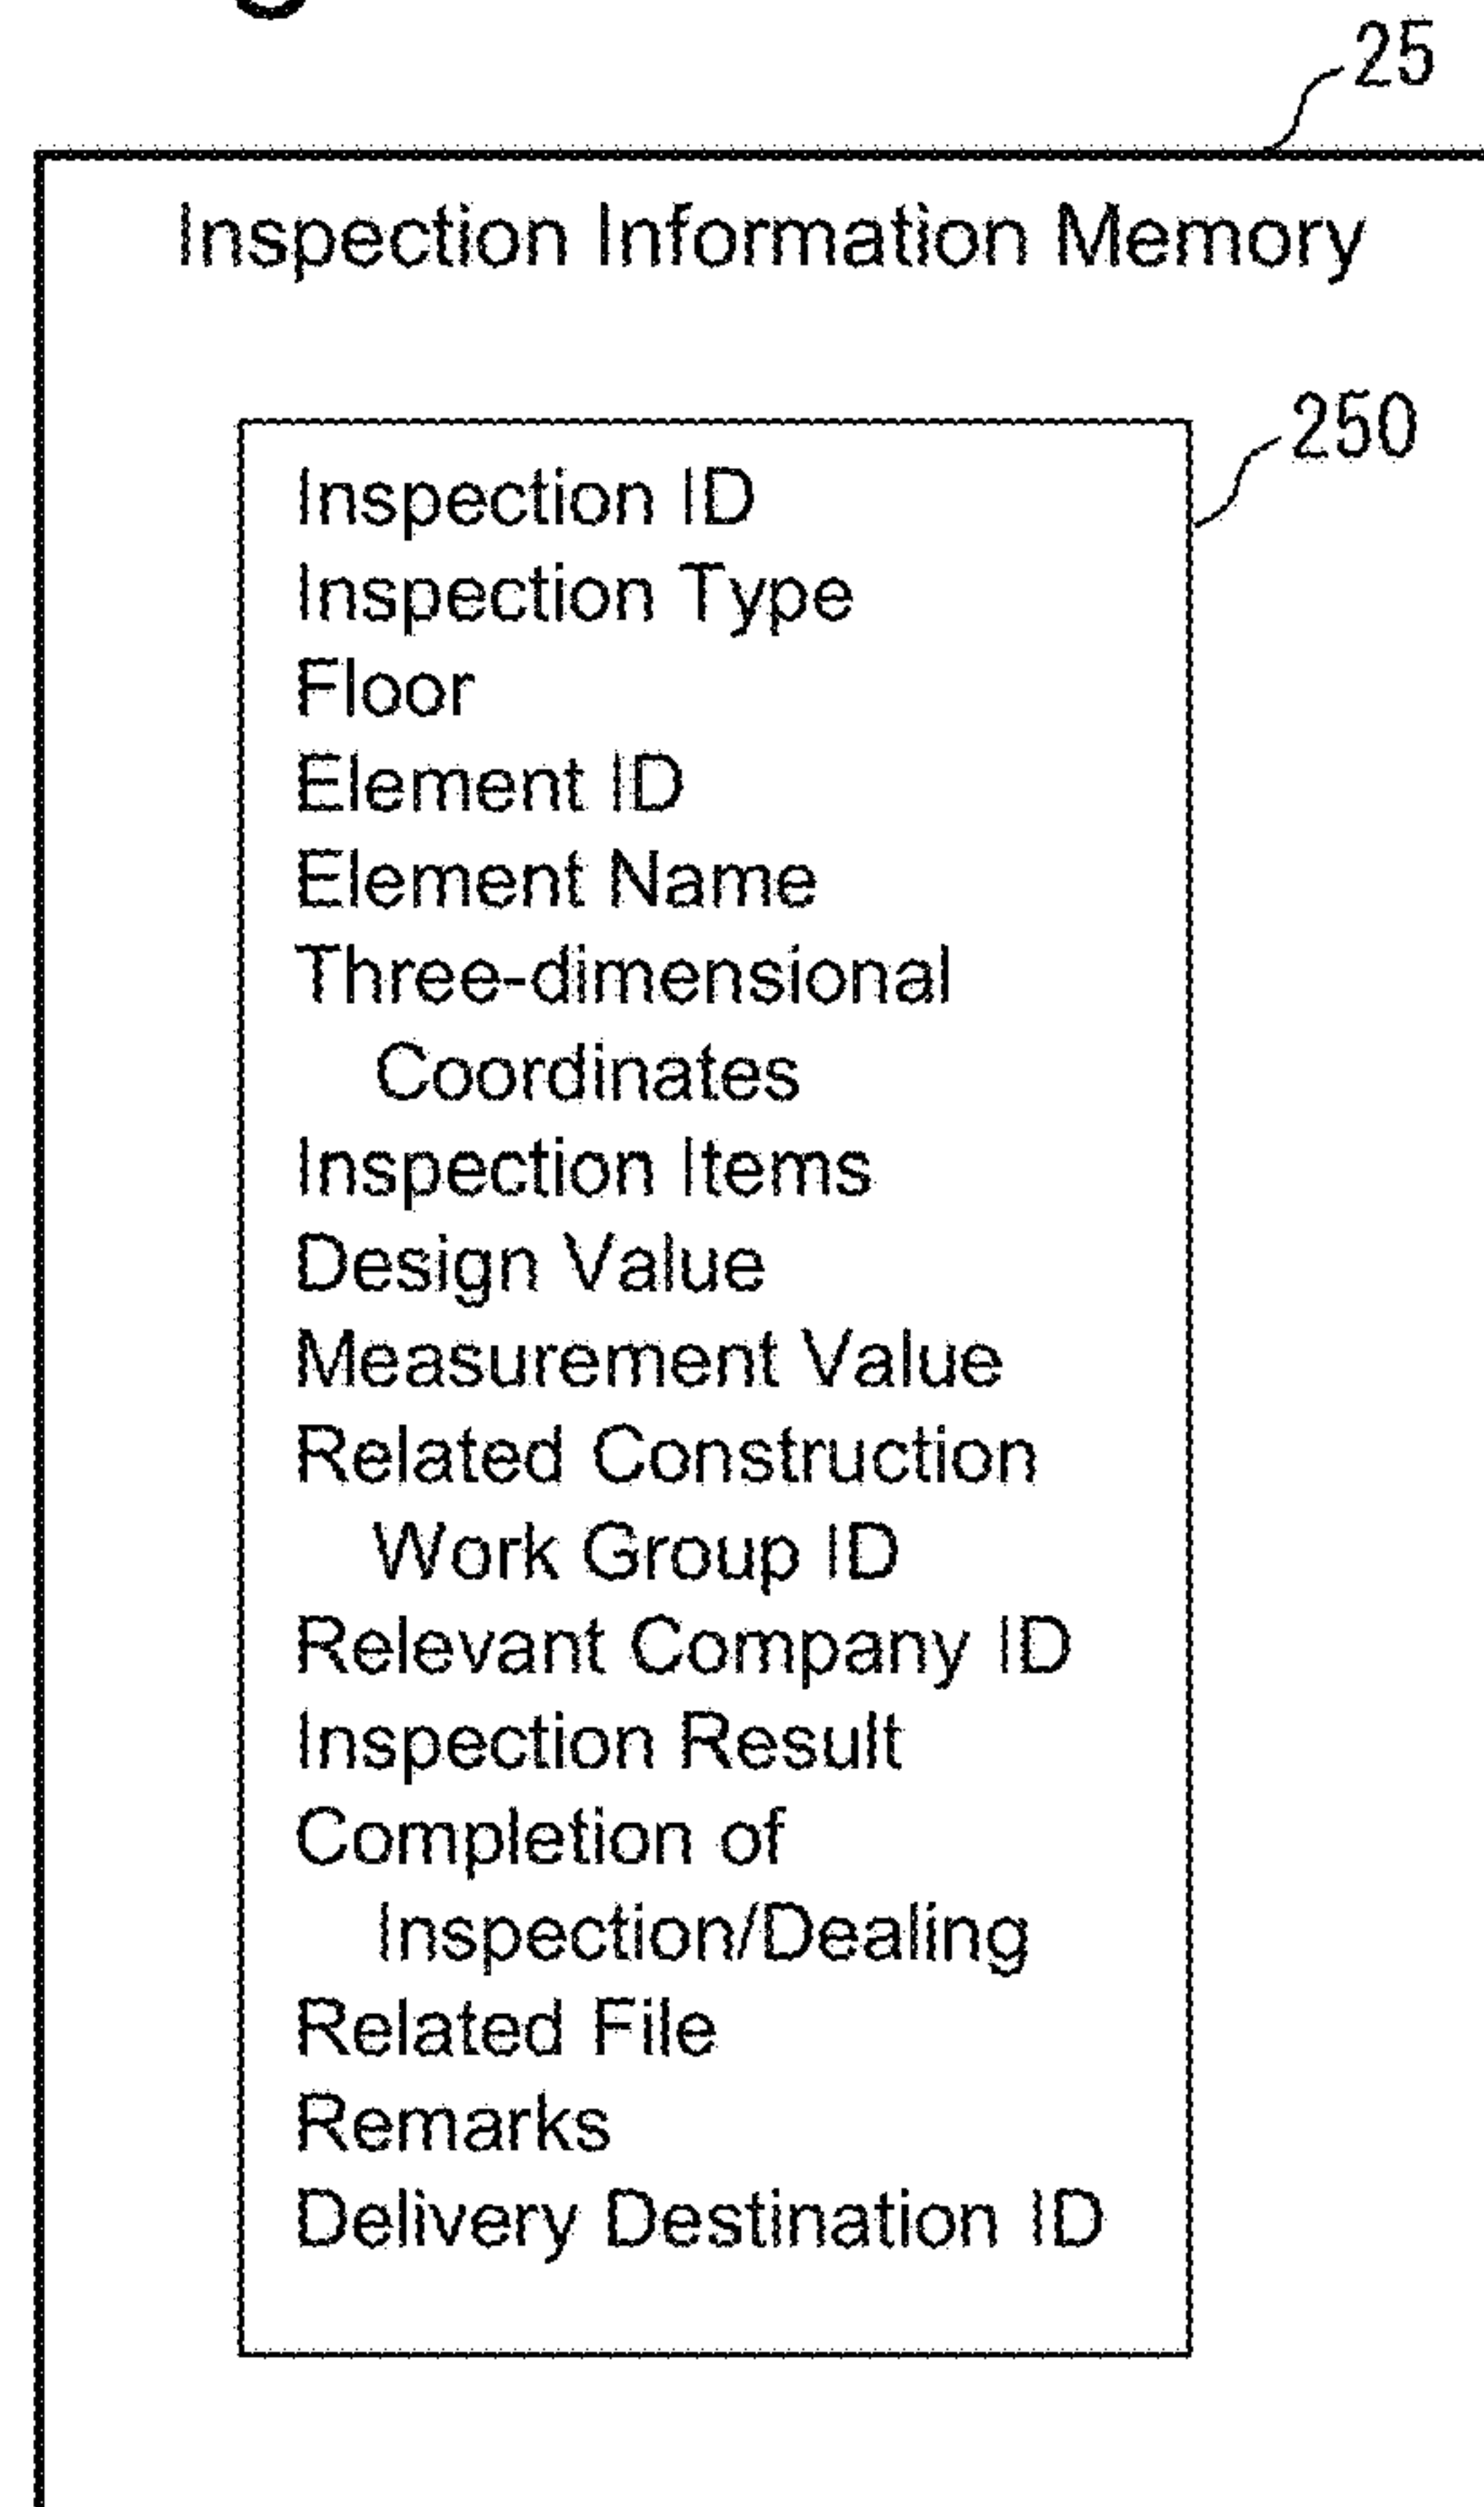 25
Inspection Information Memory
250
Inspection ID
Inspection Type
Floor
Element ID
Element Name
Three-dimensional
Coordinates
Inspection Items
Design Value
Measurement Value
Related Construction
Work Group ID
Relevant Company ID
Inspection Result
Completion of
Inspection/Dealing
Related File
Remarks
Delivery Destination ID